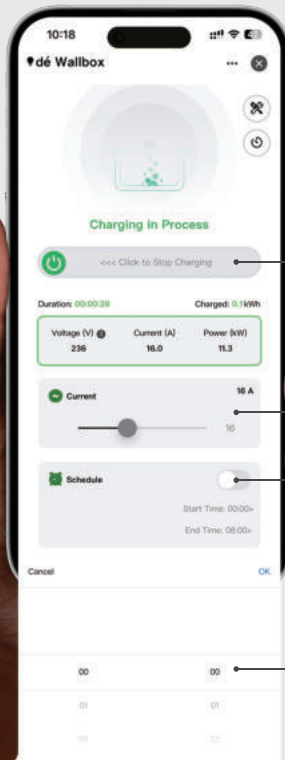 10:18
dé Wallbox
Charging in Process
<<< Click to Stop Charging
Duration: 00:00:39 Charged: 0.1kWh
Voltage (V) Current (A) Power (kW)
236 16.0 11.3
Current 16 A
16
Schedule
Start Time: 00:00>
End Time: 08:00>
Cancel OK
00 00
01 01
02